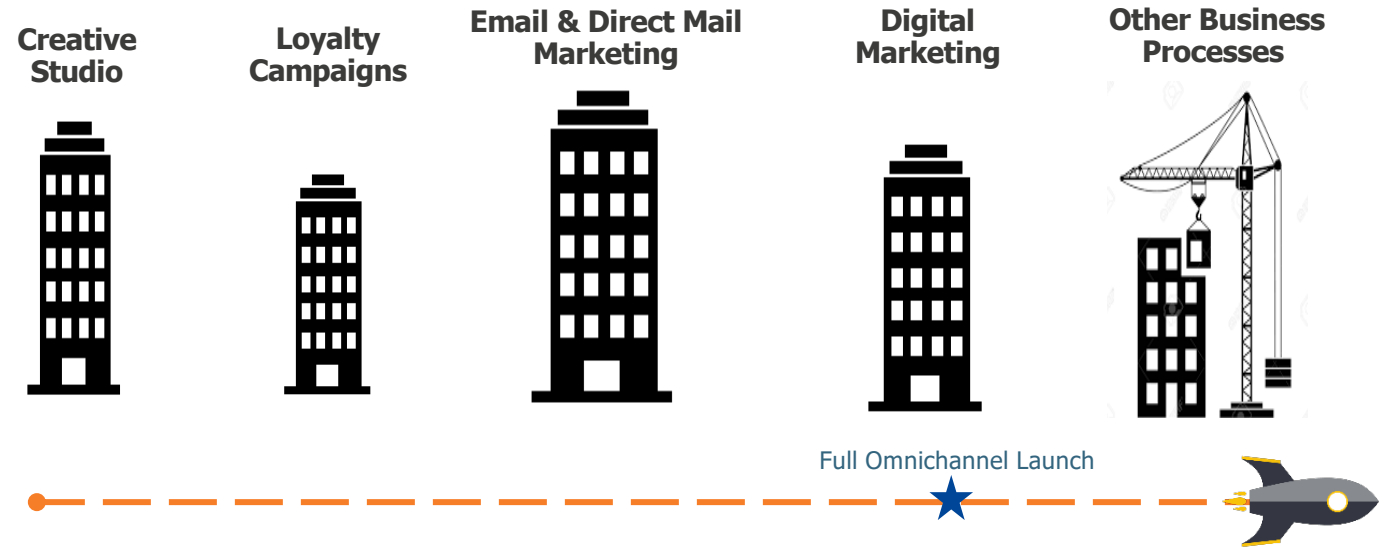 Creative
Studio
Loyalty
Campaigns
Email & Direct Mail
Marketing
Digital
Marketing
Other Business
Processes
Full Omnichannel Launch